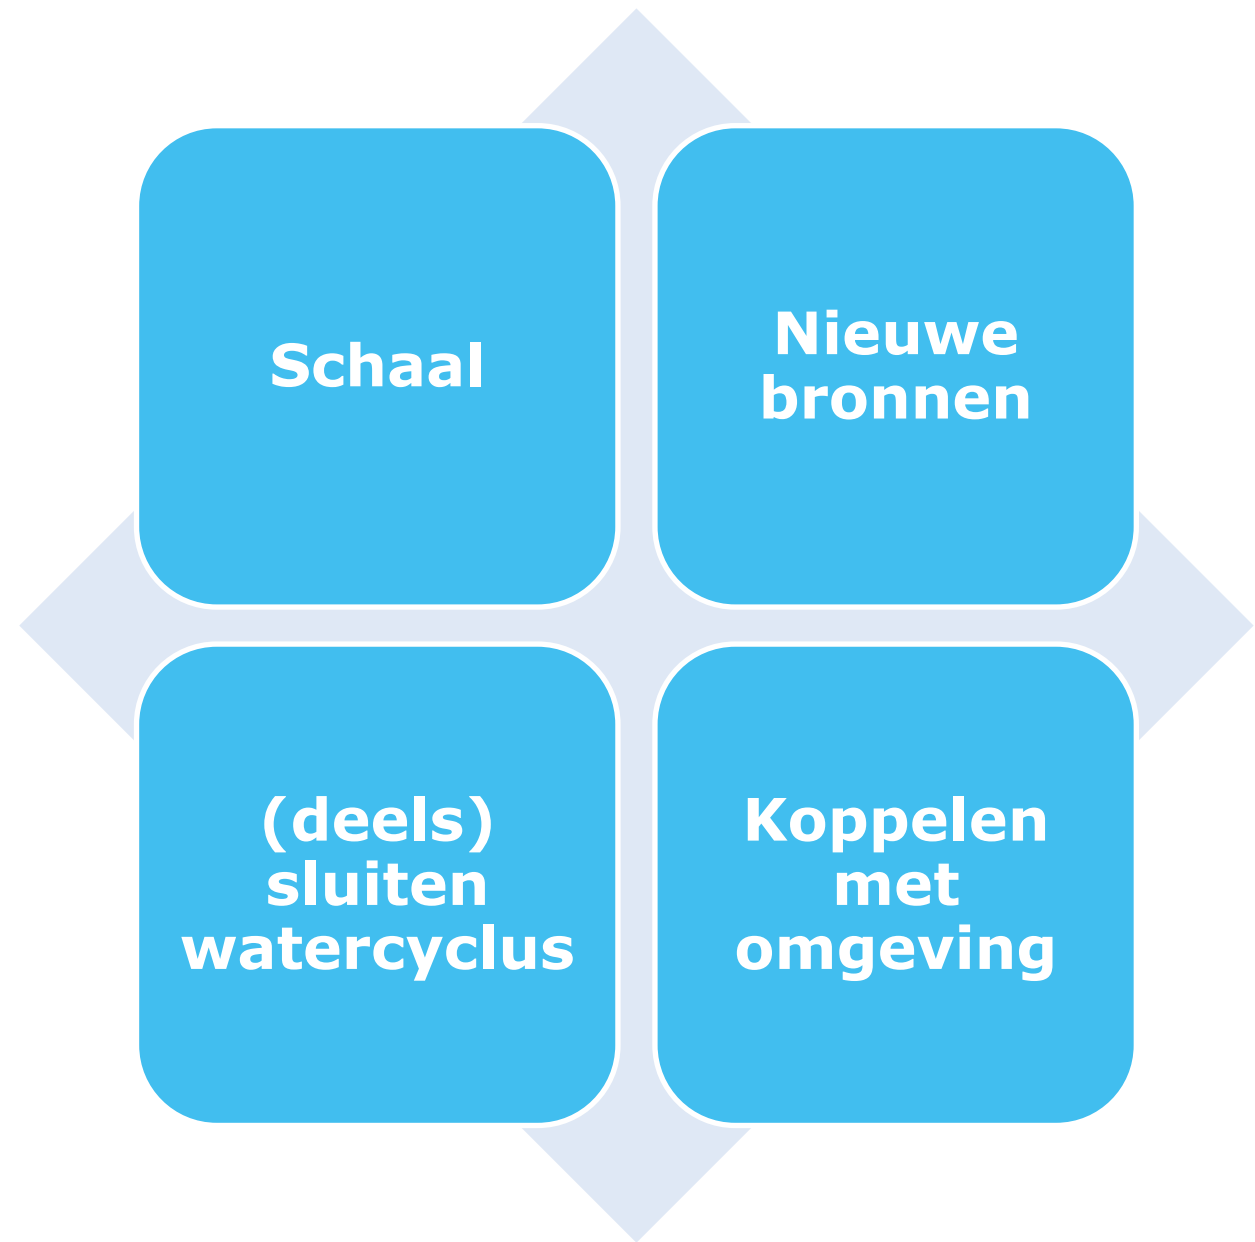 Schaal
Nieuwe
bronnen
(deels)
sluiten
watercyclus
Koppelen
met
omgeving